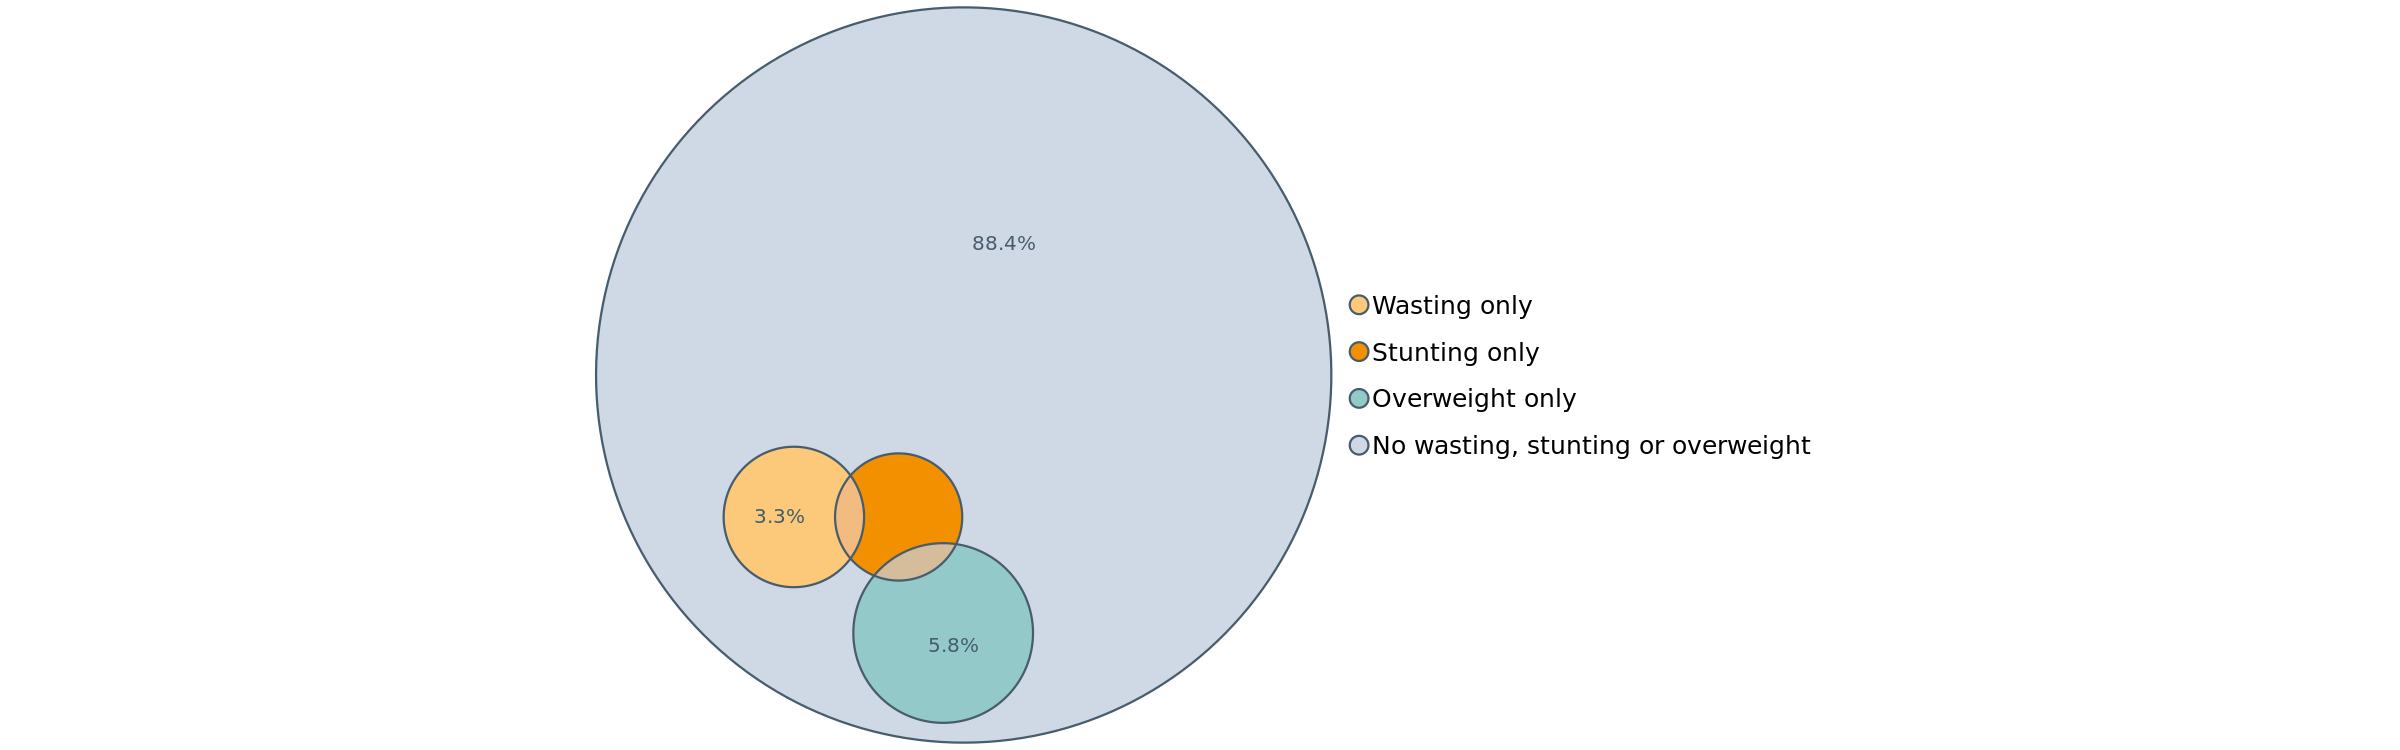 88.4%
3.3%
5.8%
Wasting only
Stunting only
Overweight only
No wasting, stunting or overweight